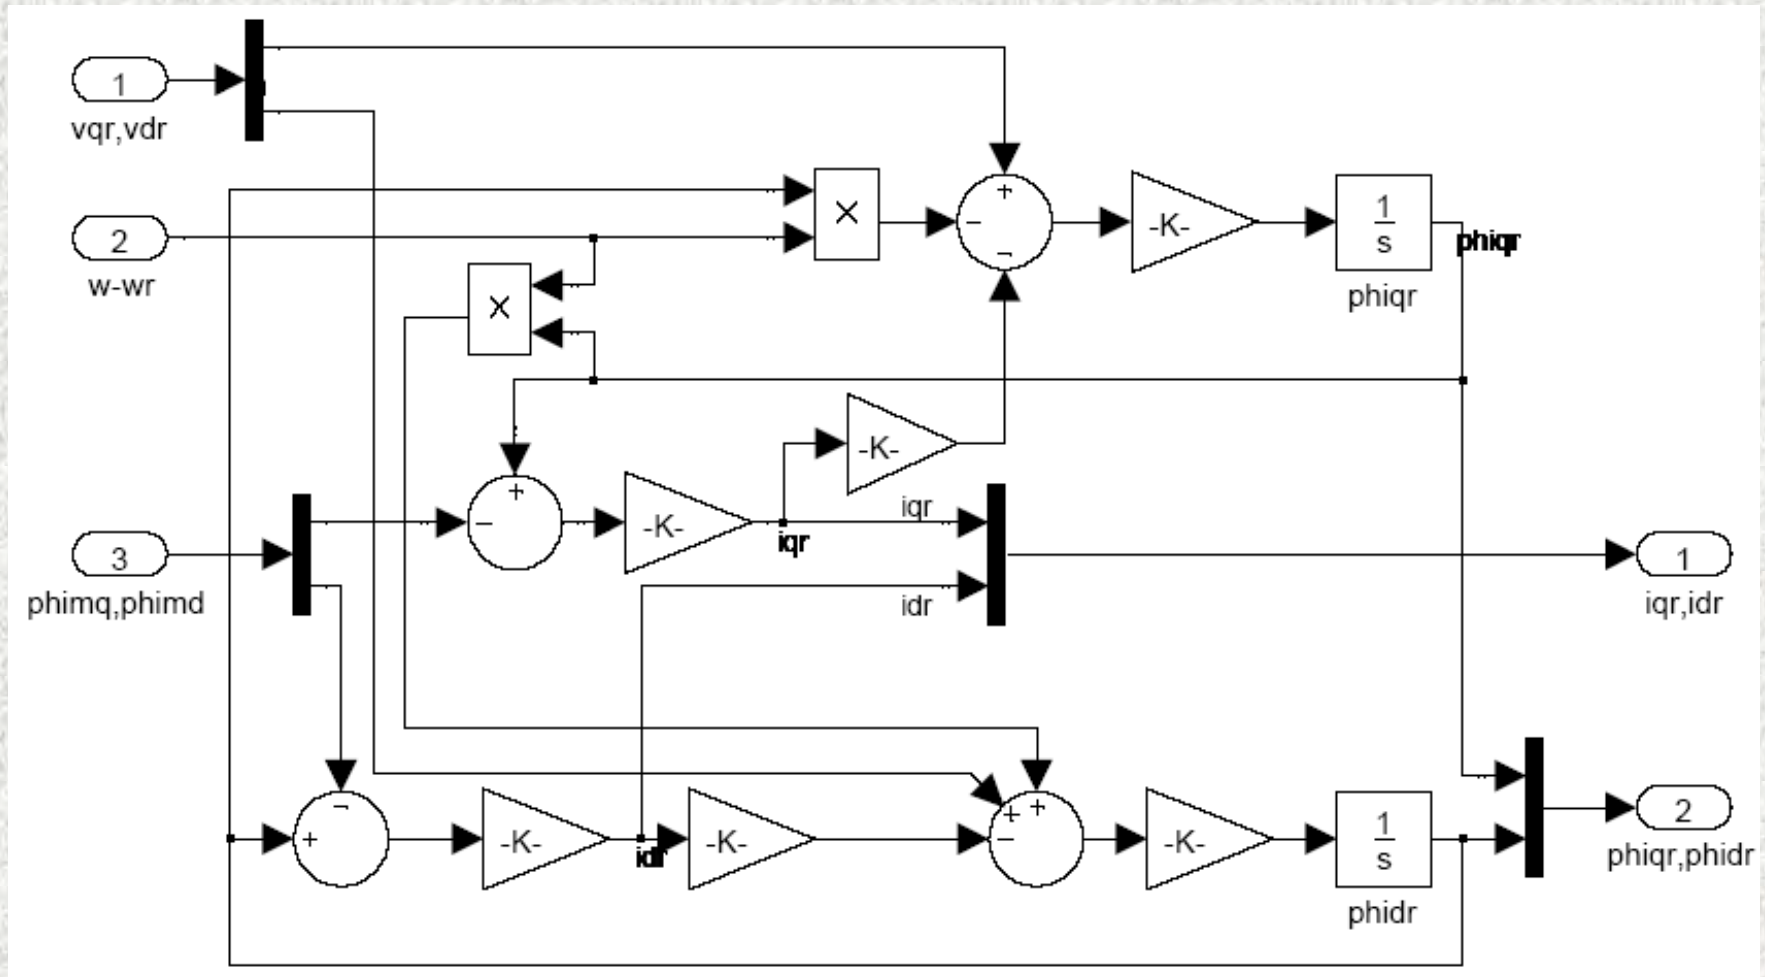 1
vqr,vdr
+
×
-
-
-K-
1
s
phiqr
phiqr
2
w-wr
×
+
-
-K-
-K-
iqr
iqr
3
phimq,phimd
idr
1
iqr,idr
-
+
-K-
idr
-K-
+
+
-
-K-
1
s
phidr
2
phiqr,phidr